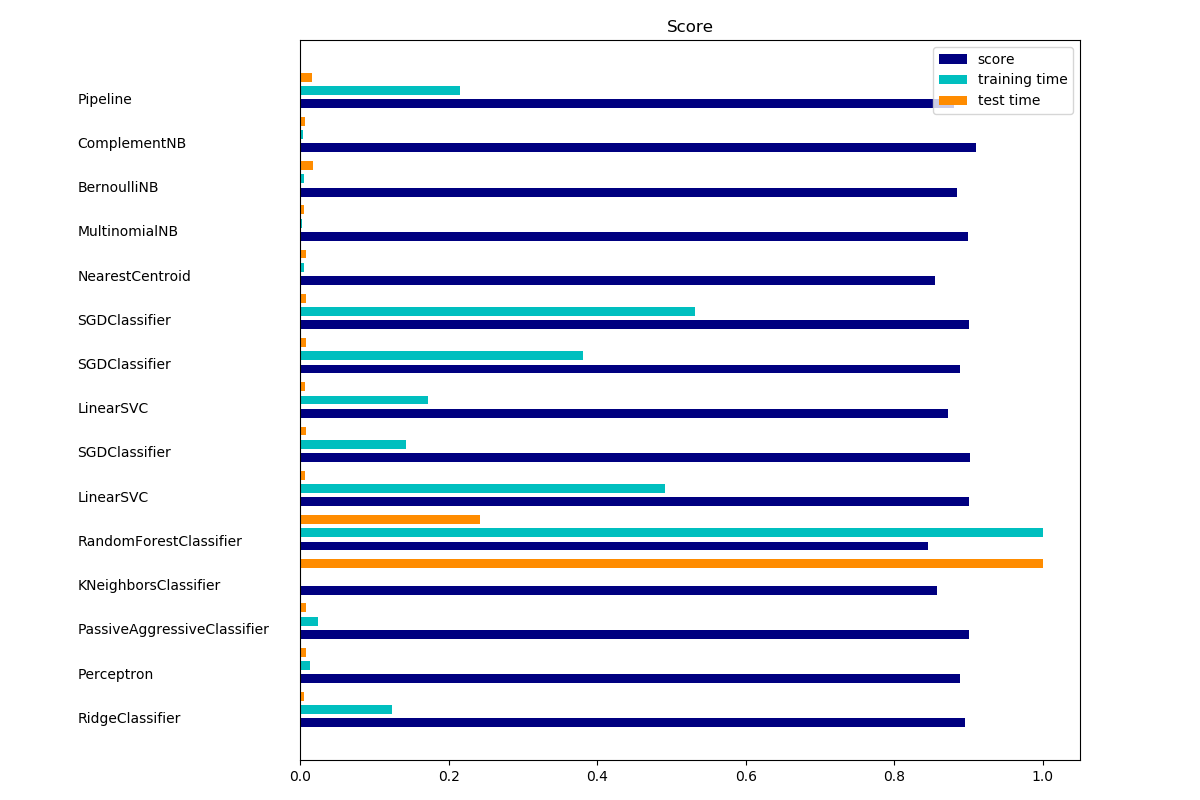 Score
score
training time
test time
Pipeline
ComplementNB
BernoulliNB
MultinomialNB
NearestCentroid
SGDClassifier
SGDClassifier
LinearSVC
SGDClassifier
LinearSVC
RandomForestClassifier
KNeighborsClassifier
PassiveAggressiveClassifier
Perceptron
RidgeClassifier
0.0 0.2 0.4 0.6 0.8 1.0